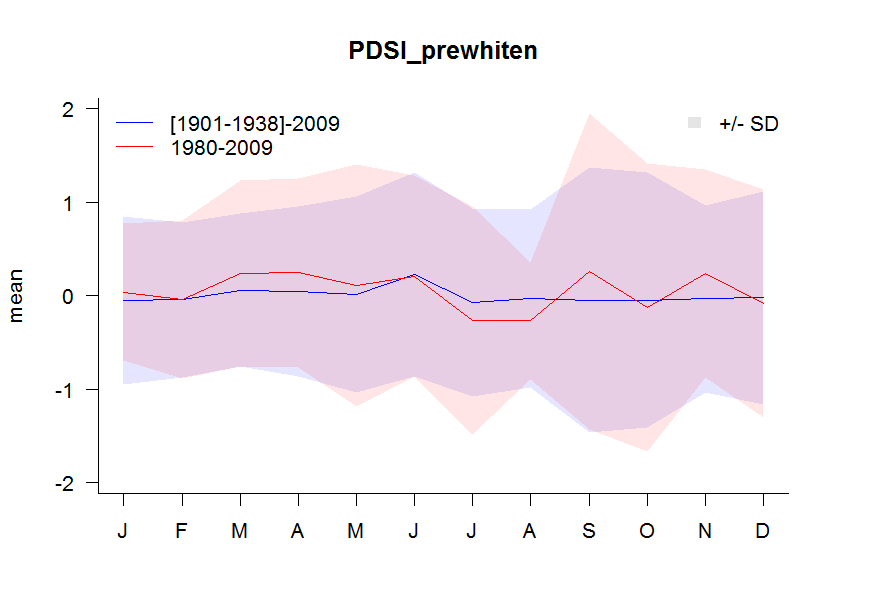 PDSI_prewhiten
[1901-1938]-2009
1980-2009
+/- SD
mean
2
1
0
-1
-2
J F M A M J J A S O N D